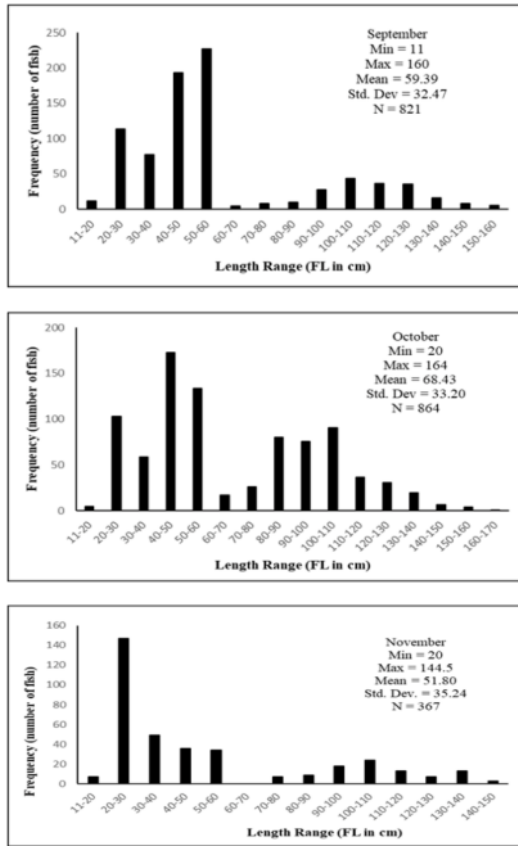 250
200
150
100
50
0
Frequency (number of fish)
September
Min = 11
Max = 160
Mean = 59.39
Std. Dev = 32.47
N = 821
11-20 20-30 30-40 40-50 50-60 60-70 70-80 80-90 90-100 100-110 110-120 120-130 130-140 140-150 150-160
Length Range (FL in cm)
200
150
100
50
0
Frequency (number of fish)
October
Min = 20
Max = 164
Mean = 68.43
Std. Dev = 33.20
N = 864
11-20 20-30 30-40 40-50 50-60 60-70 70-80 80-90 90-100 100-110 110-120 120-130 130-140 140-150 150-160 160-170
Length Range (FL in cm)
160
140
120
100
80
60
40
20
0
Frequency (number of fish)
November
Min = 20
Max = 144.5
Mean = 51.80
Std. Dev. = 35.24
N = 367
11-20 20-30 30-40 40-50 50-60 60-70 70-80 80-90 90-100 100-110 110-120 120-130 130-140 140-150
Length Range (FL in cm)